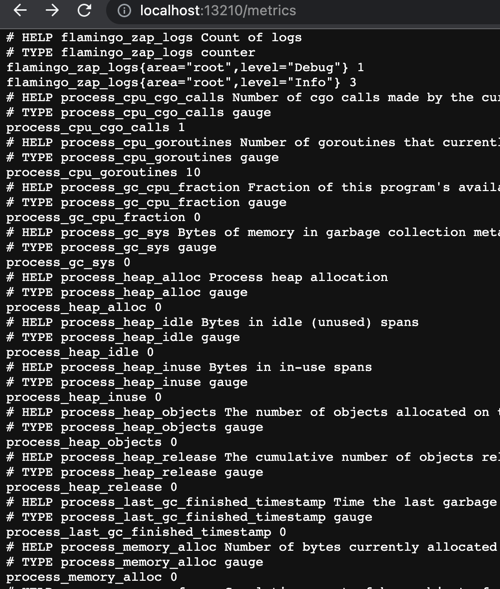 localhost:13210/metrics
# HELP flamingo_zap_logs Count of logs
# TYPE flamingo_zap_logs counter
flamingo_zap_logs{area="root",level="Debug"} 1
flamingo_zap_logs{area="root",level="Info"} 3
# HELP process_cpu_cgo_calls Number of cgo calls made by the cur
# TYPE process_cpu_cgo_calls gauge
process_cpu_cgo_calls 1
# HELP process_cpu_goroutines Number of goroutines that currentl
# TYPE process_cpu_goroutines gauge
process_cpu_goroutines 10
# HELP process_gc_cpu_fraction Fraction of this program's availa
# TYPE process_gc_cpu_fraction gauge
process_gc_cpu_fraction 0
# HELP process_gc_sys Bytes of memory in garbage collection meta
# TYPE process_gc_sys gauge
process_gc_sys 0
# HELP process_heap_alloc Process heap allocation
# TYPE process_heap_alloc gauge
process_heap_alloc 0
# HELP process_heap_idle Bytes in idle (unused) spans
# TYPE process_heap_idle gauge
process_heap_idle 0
# HELP process_heap_inuse Bytes in in-use spans
# TYPE process_heap_inuse gauge
process_heap_inuse 0
# HELP process_heap_objects The number of objects allocated on t
# TYPE process_heap_objects gauge
process_heap_objects 0
# HELP process_heap_release The cumulative number of objects rel
# TYPE process_heap_release gauge
process_heap_release 0
# HELP process_last_gc_finished_timestamp Time the last garbage
# TYPE process_last_gc_finished_timestamp gauge
process_last_gc_finished_timestamp 0
# HELP process_memory_alloc Number of bytes currently allocated
# TYPE process_memory_alloc gauge
process_memory_alloc 0